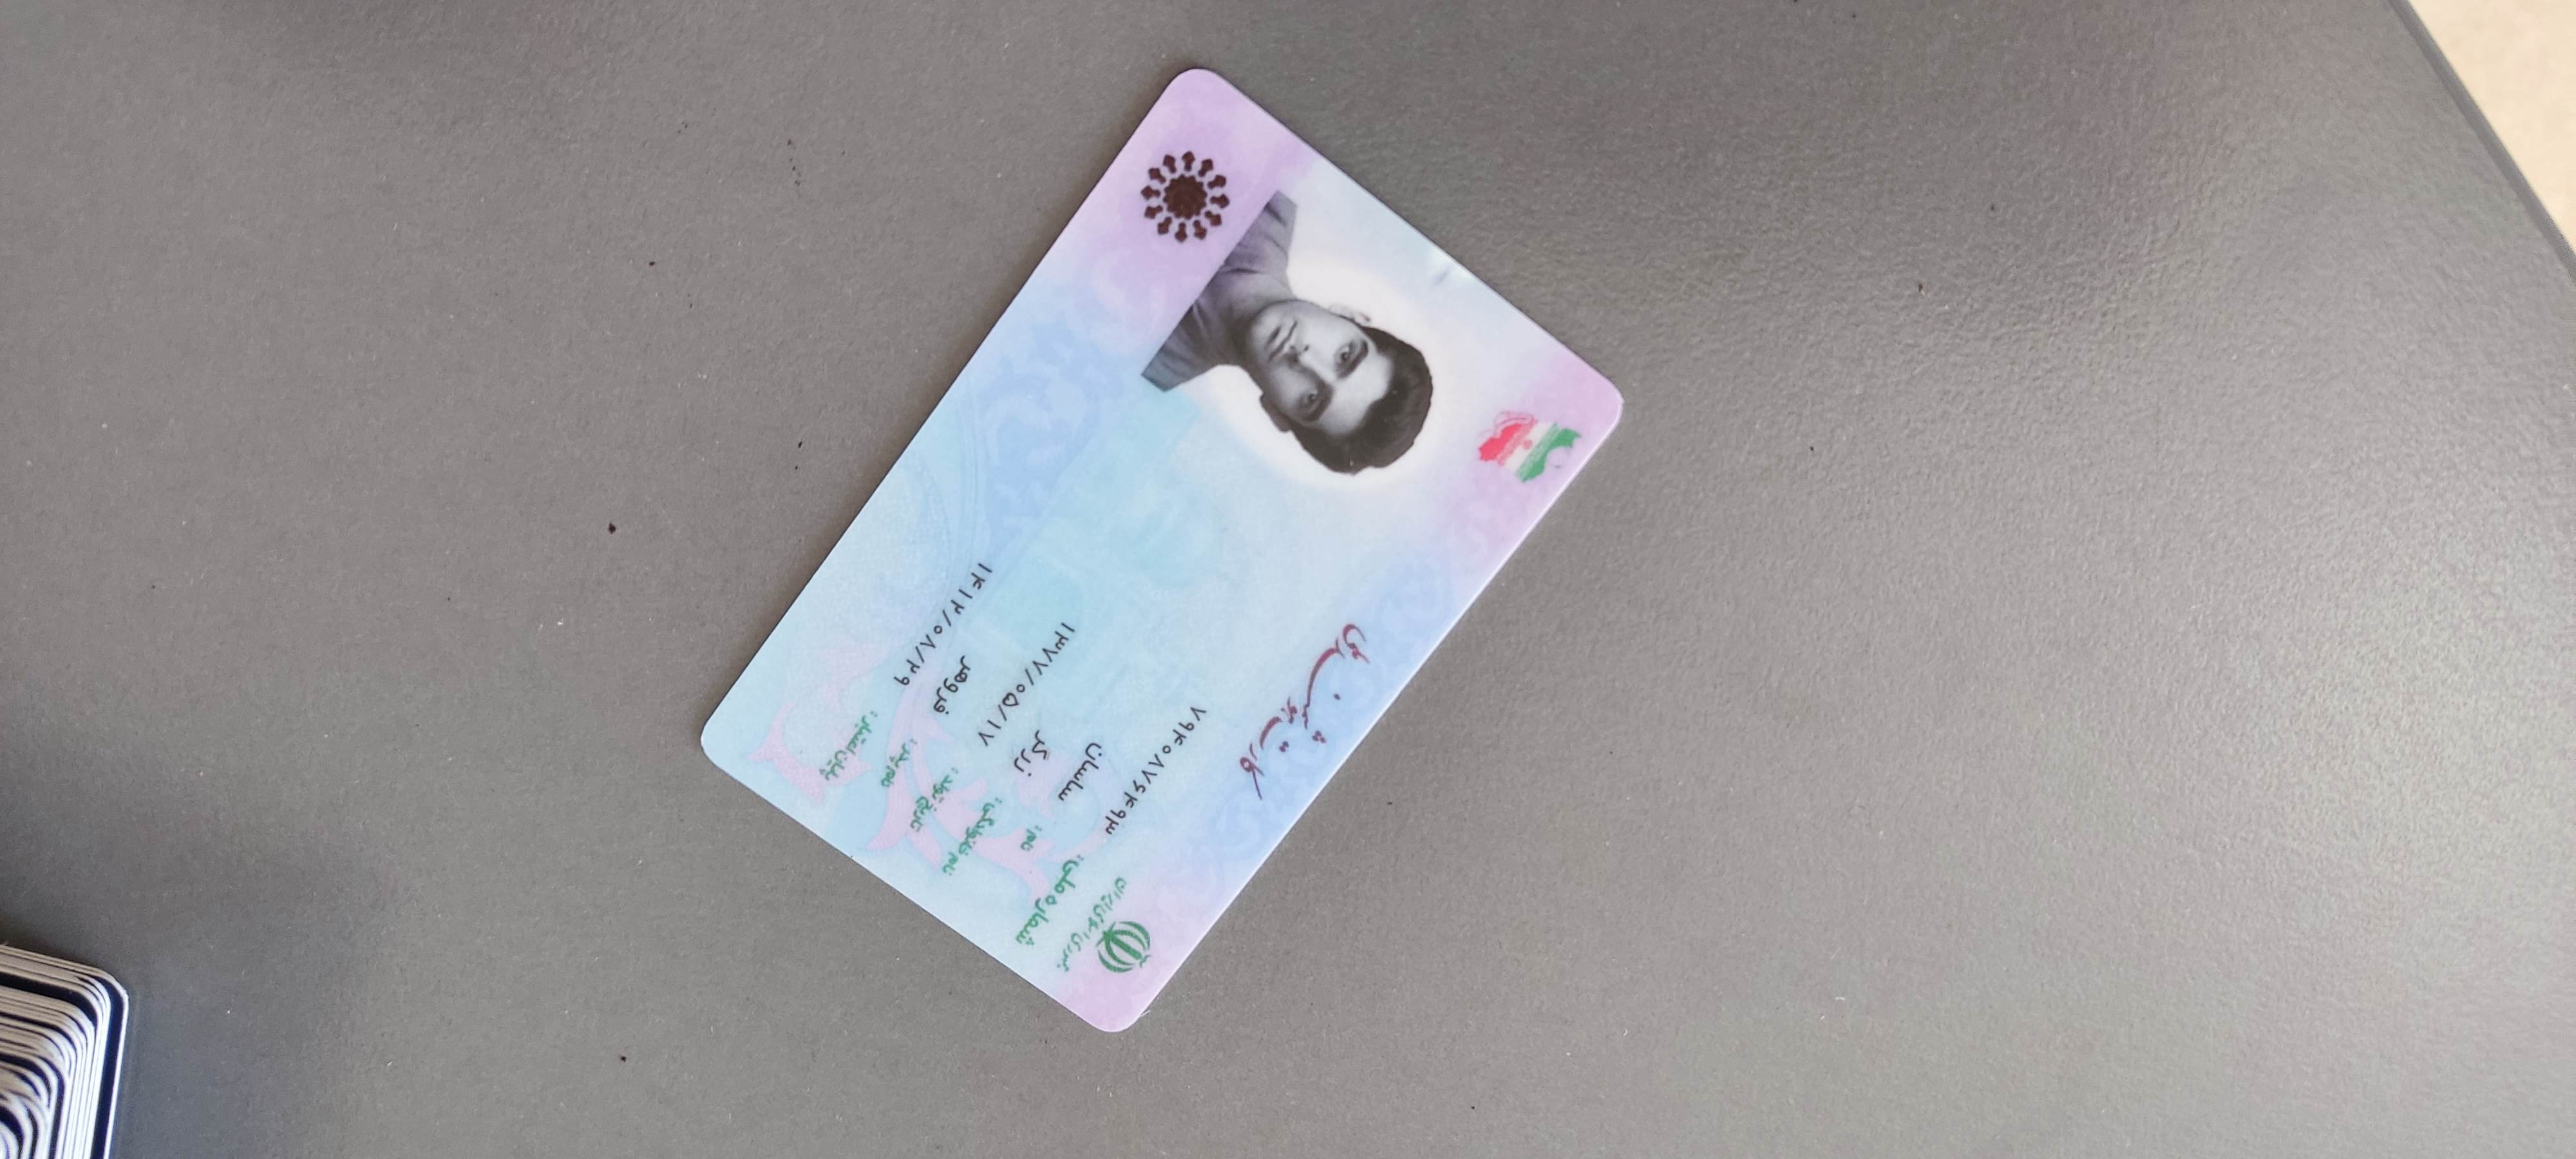 جمهوری اسلامی ایران
کارت هوشمند ملی
شماره ملی: ۷۹۴۰۸۷۶۴۹۳
نام: ساسان
نام خانوادگی: زرگر
تاریخ تولد: ۱۳۷۷/۰۵/۱۷
نام پدر: فروهر
پایان اعتبار: ۱۴۱۲/۰۸/۲۹